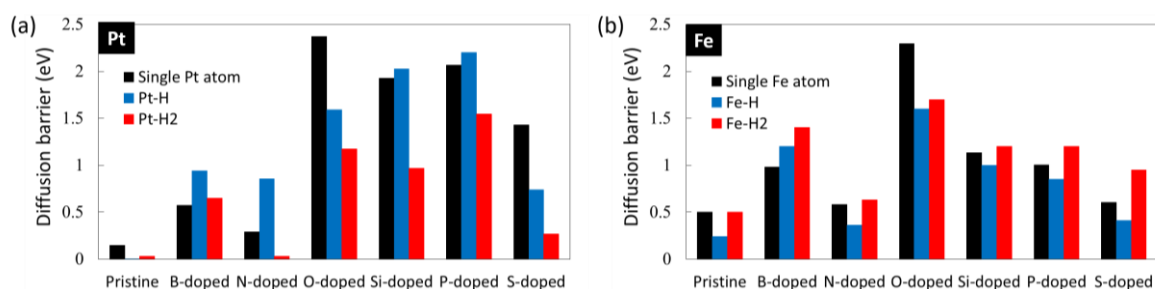 (a)
Pt
Diffusion barrier (eV)
2.5
2
1.5
1
0.5
0
Single Pt atom
Pt-H
Pt-H2
Pristine B-doped N-doped O-doped Si-doped P-doped S-doped
(b)
Fe
Diffusion barrier (eV)
2.5
2
1.5
1
0.5
0
Single Fe atom
Fe-H
Fe-H2
Pristine B-doped N-doped O-doped Si-doped P-doped S-doped